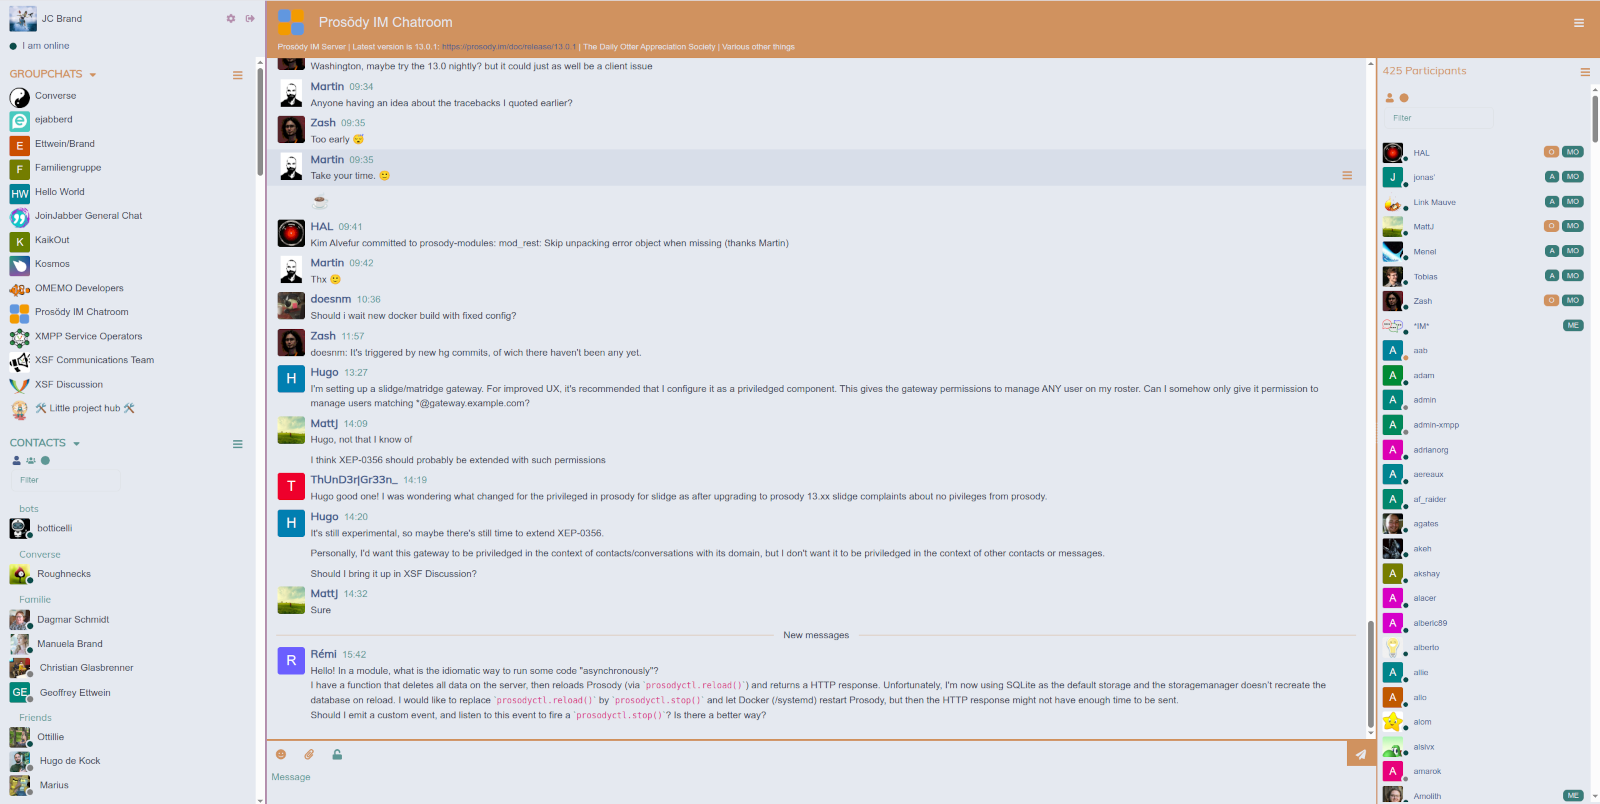 JC Brand
I am online
GROUPCHATS
Converse
ejabberd
E
Ettwein/Brand
F
Familiengruppe
HW
Hello World
JoinJabber General Chat
K
KaikOut
Kosmos
OMEMO Developers
Prosödy IM Chatroom
XMPP Service Operators
XSF Communications Team
XSF Discussion
🛠 Little project hub 🛠
CONTACTS
Filter
bots
botticelli
Converse
Roughnecks
Familie
Dagmar Schmidt
Manuela Brand
Christian Glasbrenner
GE
Geoffrey Ettwein
Friends
Ottillie
Hugo de Kock
Marius
Prosödy IM Chatroom
Prosödy IM Server | Latest version is 13.0.1: https://prosody.im/doc/release/13.0.1 | The Daily Otter Appreciation Society | Various other things
Washington, maybe try the 13.0 nightly? but it could just as well be a client issue
Martin 09:34
Anyone having an idea about the tracebacks I quoted earlier?
Zash 09:35
Too early 😴
Martin 09:35
Take your time. 🙂
☕
HAL 09:41
Kim Alvefur committed to prosody-modules: mod_rest: Skip unpacking error object when missing (thanks Martin)
Martin 09:42
Thx 🙂
doesnm 10:36
Should i wait new docker build with fixed config?
Zash 11:57
doesnm: It's triggered by new hg commits, of wich there haven't been any yet.
H
Hugo 13:27
I'm setting up a slidge/matridge gateway. For improved UX, it's recommended that I configure it as a priviledged component. This gives the gateway permissions to manage ANY user on my roster. Can I somehow only give it permission to
manage users matching *@gateway.example.com?
MattJ 14:09
Hugo, not that I know of
I think XEP-0356 should probably be extended with such permissions
T
ThUnD3r|Gr33n_ 14:19
Hugo good one! I was wondering what changed for the privileged in prosody for slidge as after upgrading to prosody 13.xx slidge complaints about no pivileges from prosody.
H
Hugo 14:20
It's still experimental, so maybe there's still time to extend XEP-0356.
Personally, I'd want this gateway to be priviledged in the context of contacts/conversations with its domain, but I don't want it to be priviledged in the context of other contacts or messages.
Should I bring it up in XSF Discussion?
MattJ 14:32
Sure
New messages
R
Rémi 15:42
Hello! In a module, what is the idiomatic way to run some code "asynchronously"?
I have a function that deletes all data on the server, then reloads Prosody (via `prosodyctl.reload()`) and returns a HTTP response. Unfortunately, I'm now using SQLite as the default storage and the storagemanager doesn't recreate the
database on reload. I would like to replace `prosodyctl.reload()` by `prosodyctl.stop()` and let Docker (/systemd) restart Prosody, but then the HTTP response might not have enough time to be sent.
Should I emit a custom event, and listen to this event to fire a `prosodyctl.stop()`? Is there a better way?
Message
425 Participants
Filter
HAL O MO
J jonas' A MO
Link Mauve A MO
MattJ O MO
Menel A MO
Tobias A MO
Zash O MO
*IM* ME
A aab
A adam
A admin
A admin-xmpp
A adrianorg
A aereaux
A af_raider
agates
akeh
A akshay
A alacer
A alberic89
alberto
A allie
A allo
alom
alsivx
A amarok
Amolith ME